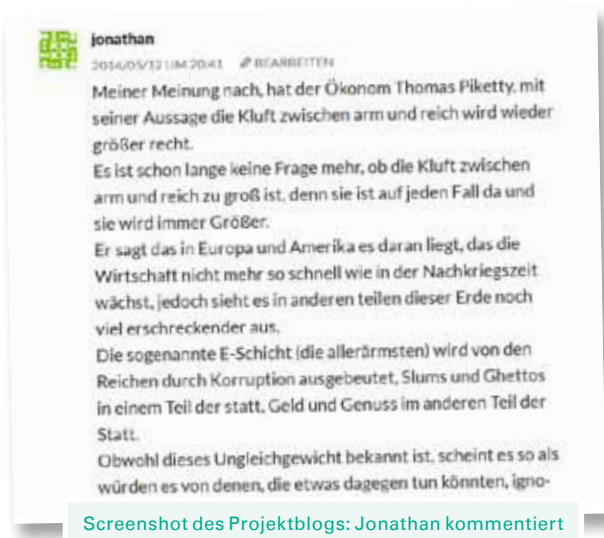 jonathan
2014/05/12 UM 20:41 BEARBEITEN
Meiner Meinung nach, hat der Ökonom Thomas Piketty, mit
seiner Aussage die Kluft zwischen arm und reich wird wieder
größer recht.
Es ist schon lange keine Frage mehr, ob die Kluft zwischen
arm und reich zu groß ist, denn sie ist auf jeden Fall da und
sie wird immer Größer.
Er sagt das in Europa und Amerika es daran liegt, das die
Wirtschaft nicht mehr so schnell wie in der Nachkriegszeit
wächst, jedoch sieht es in anderen teilen dieser Erde noch
viel erschreckender aus.
Die sogenannte E-Schicht (die allerärmsten) wird von den
Reichen durch Korruption ausgebeutet, Slums und Ghettos
in einem Teil der statt, Geld und Genuss im anderen Teil der
Statt.
Obwohl dieses Ungleichgewicht bekannt ist, scheint es so als
würden es von denen, die etwas dagegen tun könnten, igno-
Screenshot des Projektblogs: Jonathan kommentiert